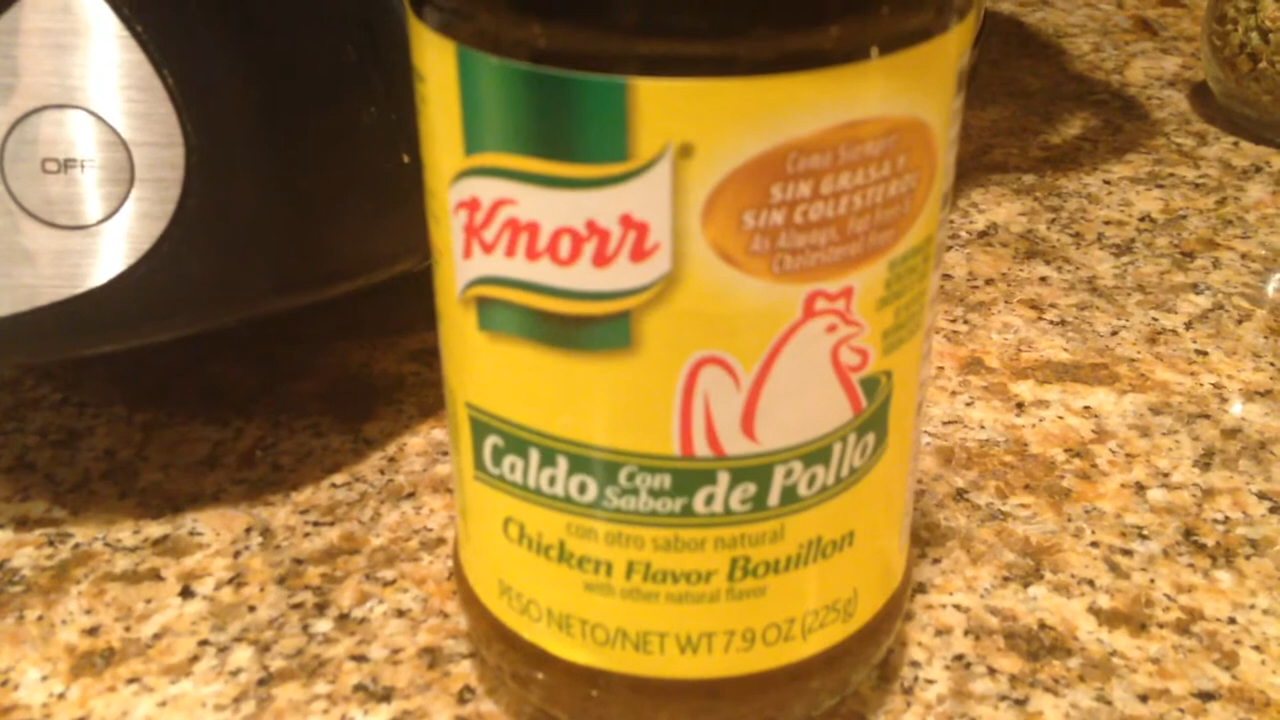 OFF
Knorr®
Como Siempre
SIN GRASA Y
SIN COLESTEROL
As Always, Fat Free &
Cholesterol Free
Caldo Con Sabor de Pollo
con otro sabor natural
Chicken Flavor Bouillon
with other natural flavor
PESO NETO/NET WT 7.9 OZ (225g)